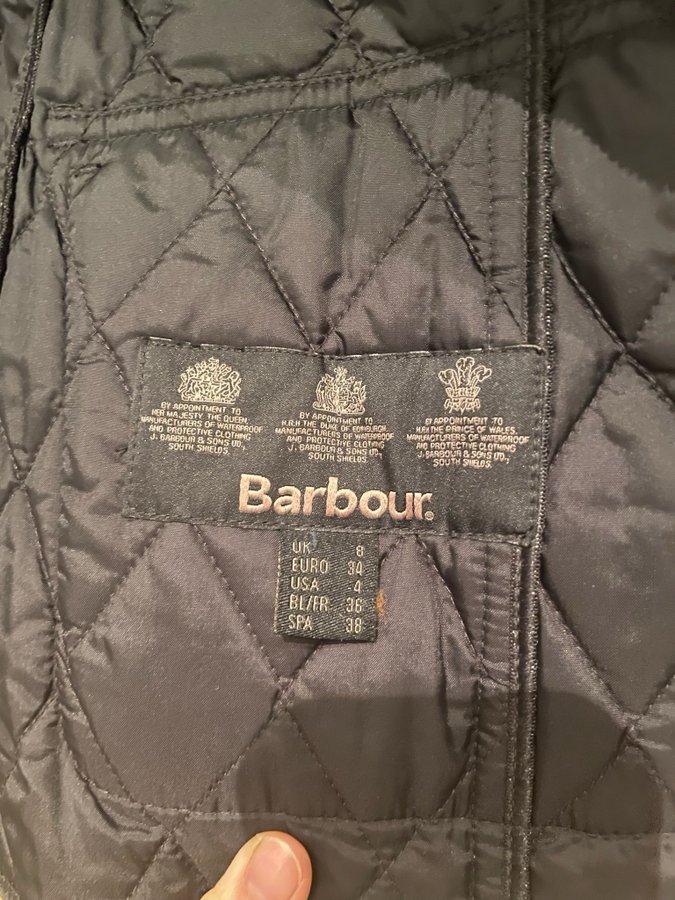 BY APPOINTMENT TO
HER MAJESTY THE QUEEN,
MANUFACTURERS OF WATERPROOF
AND PROTECTIVE CLOTHING
J. BARBOUR & SONS LTD,
SOUTH SHIELDS.
BY APPOINTMENT TO
H.R.H THE DUKE OF EDINBURGH
MANUFACTURERS OF WATERPROOF
AND PROTECTIVE CLOTHING
J. BARBOUR & SONS LTD,
SOUTH SHIELDS.
BY APPOINTMENT TO
H.R.H THE PRINCE OF WALES,
MANUFACTURERS OF WATERPROOF
AND PROTECTIVE CLOTHING
J. BARBOUR & SONS LTD,
SOUTH SHIELDS.
Barbour.
UK 8
EURO 34
USA 4
BL/FR 36
SPA 38